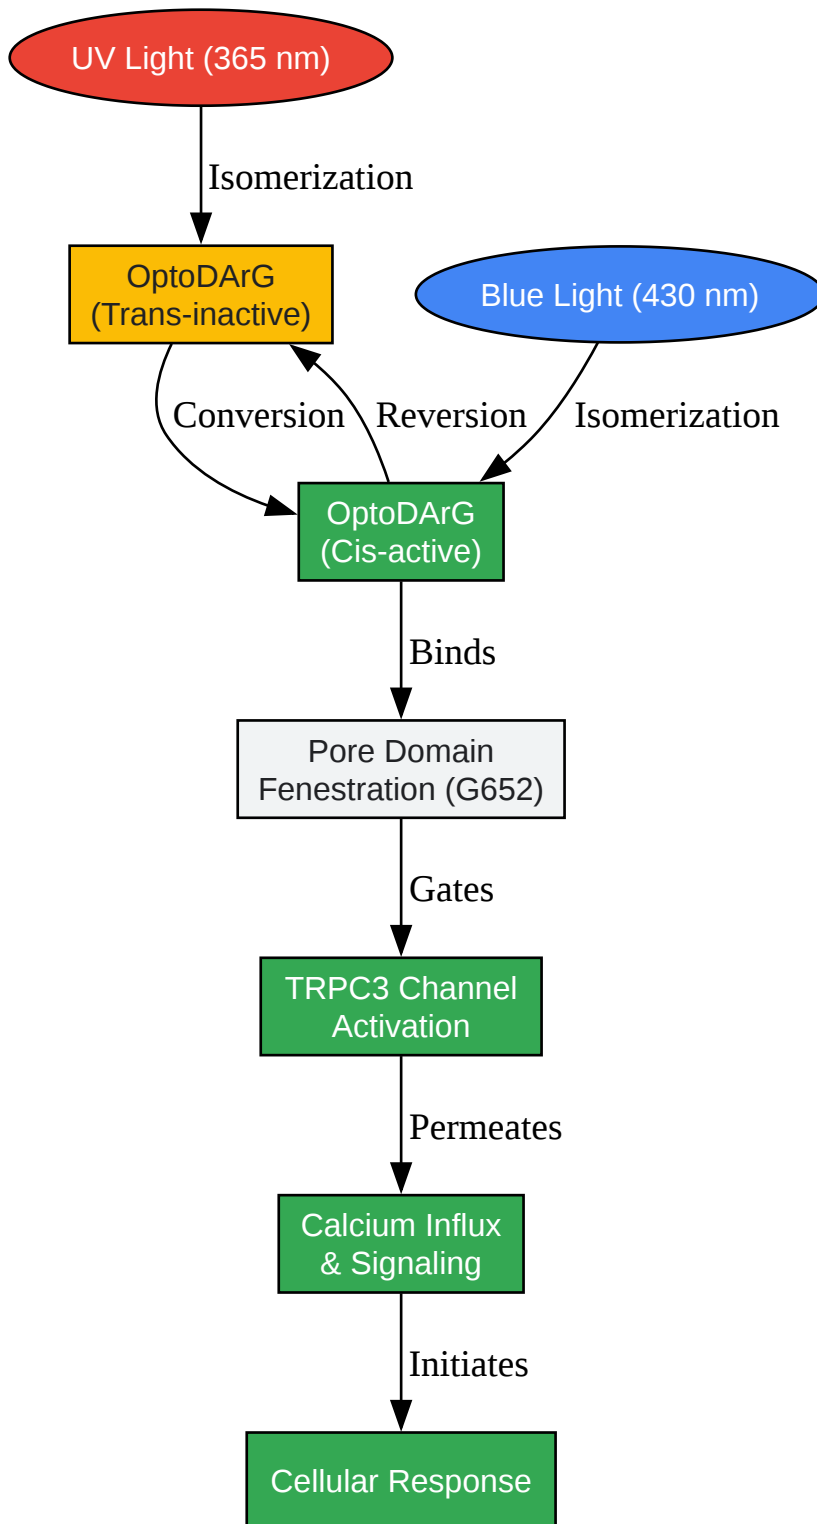 UV Light (365 nm)
Isomerization
OptoDArG
(Trans-inactive)
Blue Light (430 nm)
Conversion
Reversion
Isomerization
OptoDArG
(Cis-active)
Binds
Pore Domain
Fenestration (G652)
Gates
TRPC3 Channel
Activation
Permeates
Calcium Influx
& Signaling
Initiates
Cellular Response